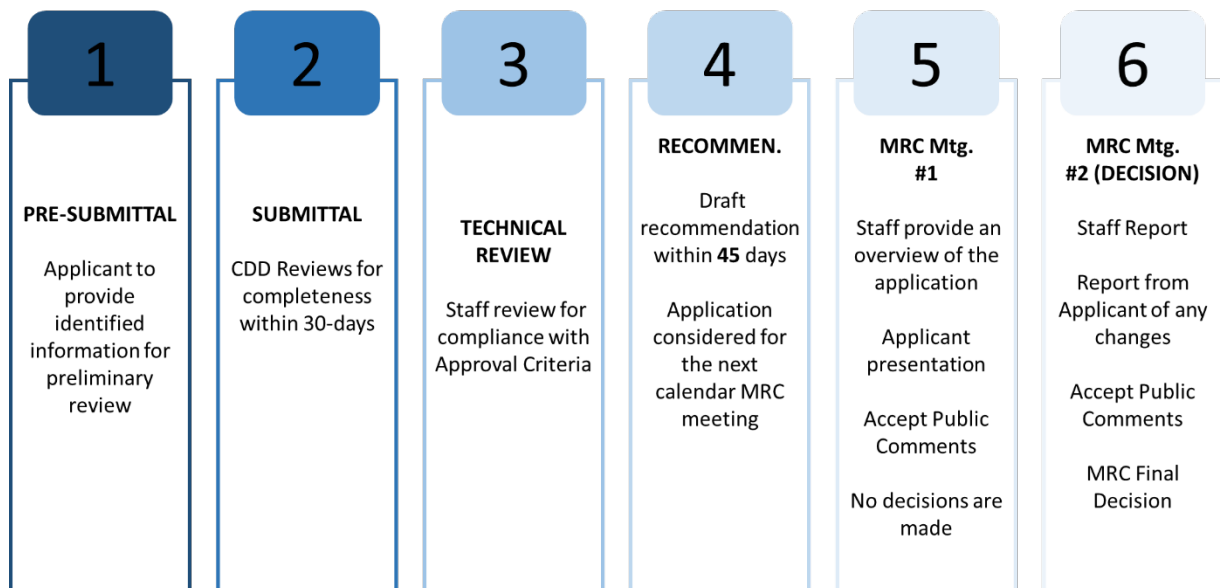 1
PRE-SUBMITTAL
Applicant to
provide
identified
information for
preliminary
review
2
SUBMITTAL
CDD Reviews for
completeness
within 30-days
3
TECHNICAL
REVIEW
Staff review for
compliance with
Approval Criteria
4
RECOMMEN.
Draft
recommendation
within 45 days
Application
considered for
the next
calendar MRC
meeting
5
MRC Mtg.
#1
Staff provide an
overview of the
application
Applicant
presentation
Accept Public
Comments
No decisions are
made
6
MRC Mtg.
#2 (DECISION)
Staff Report
Report from
Applicant of any
changes
Accept Public
Comments
MRC Final
Decision